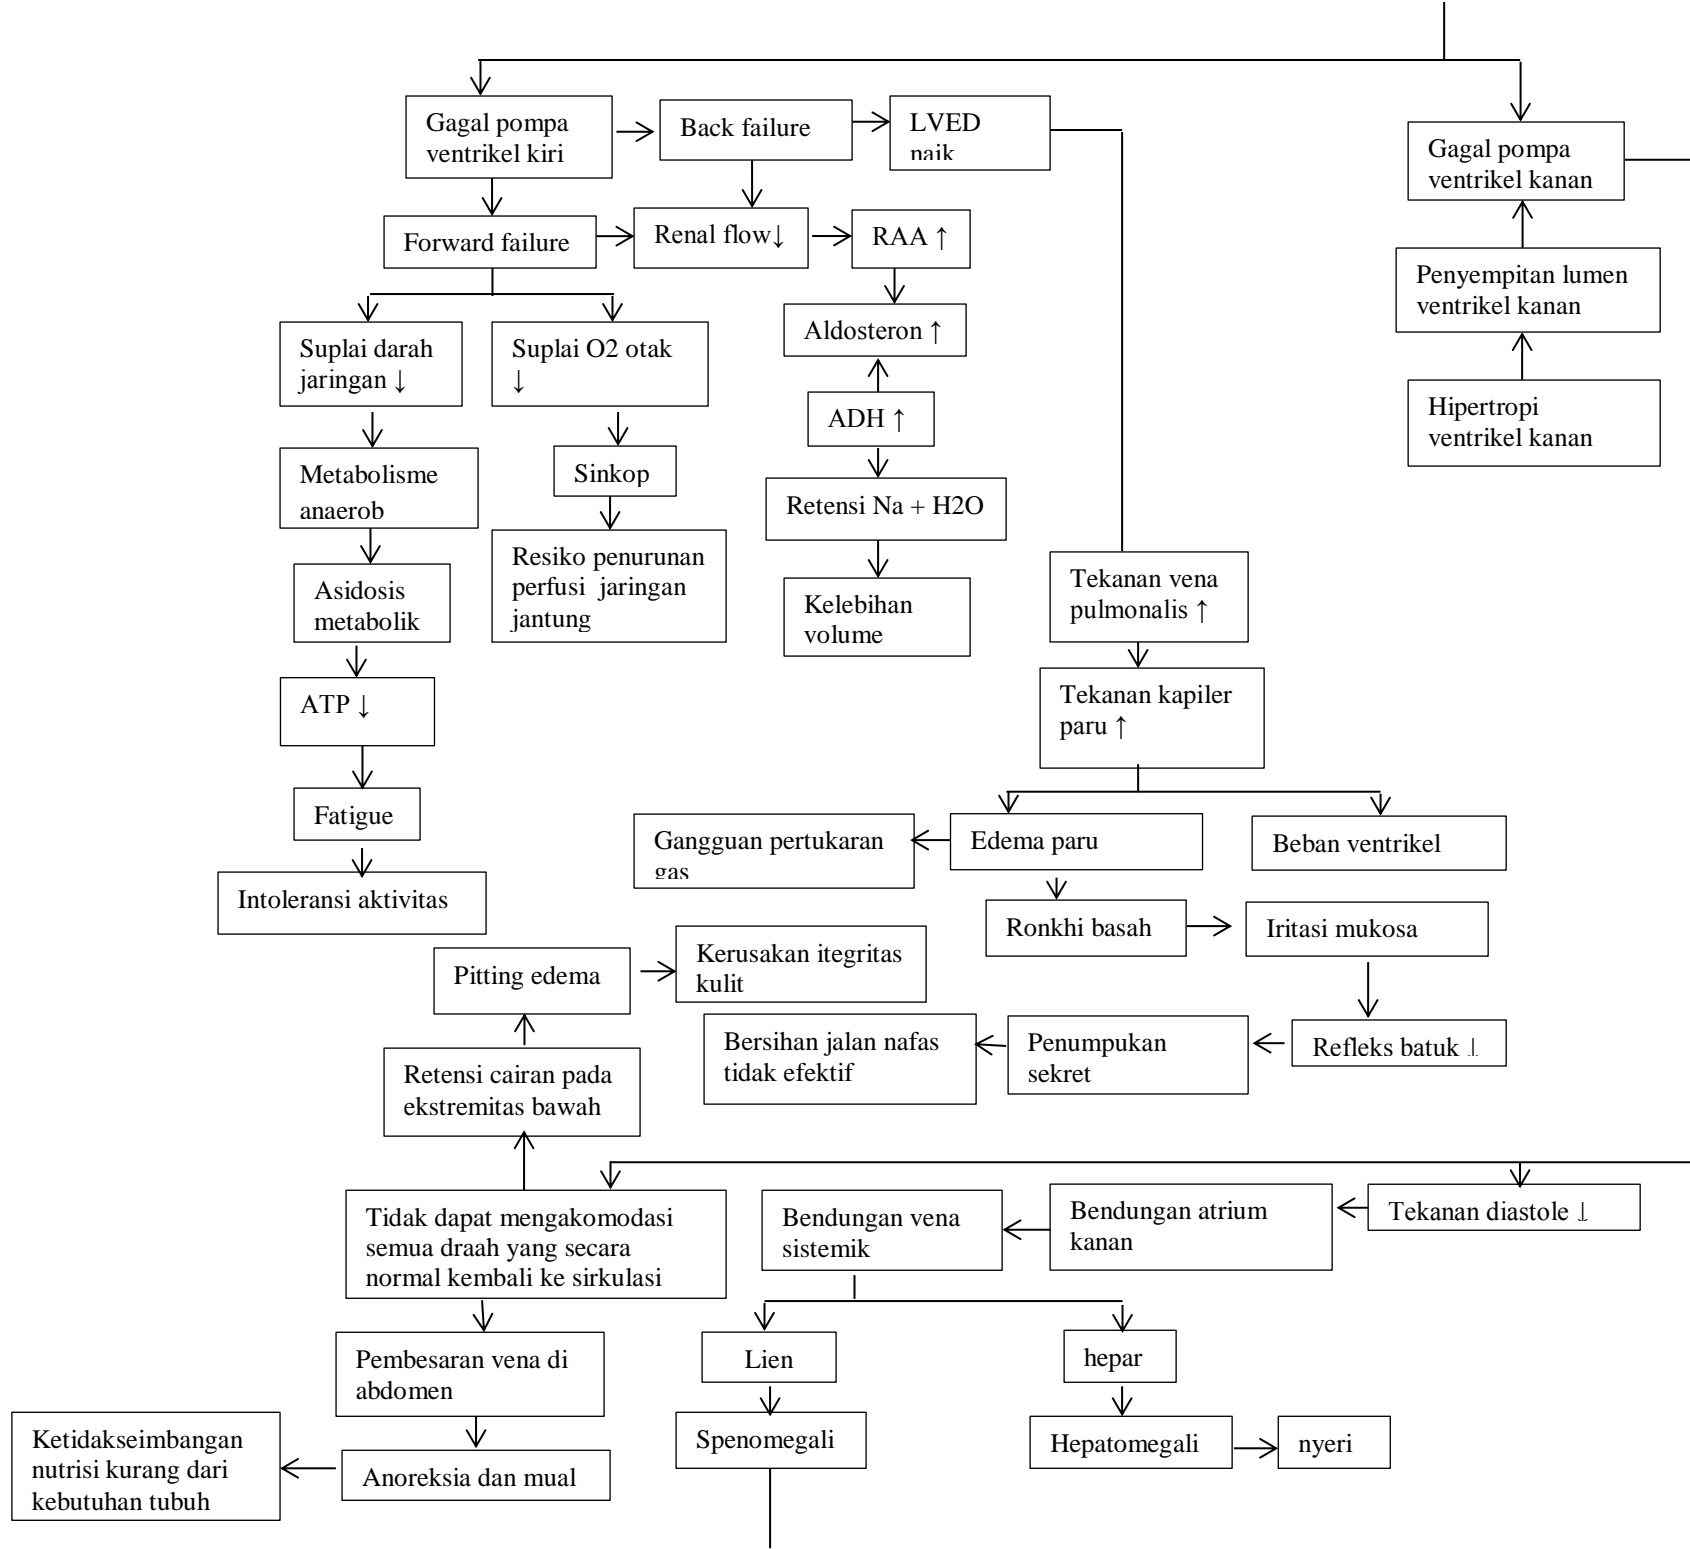 Gagal pompa
ventrikel kiri
Back failure
LVED
naik
Gagal pompa
ventrikel kanan
Forward failure
Renal flow↓
RAA ↑
Penyempitan lumen
ventrikel kanan
Suplai darah
jaringan ↓
Suplai O2 otak
↓
Aldosteron ↑
Hipertropi
ventrikel kanan
ADH ↑
Metabolisme
anaerob
Sinkop
Retensi Na + H2O
Resiko penurunan
perfusi jaringan
jantung
Asidosis
metabolik
Kelebihan
volume
Tekanan vena
pulmonalis ↑
ATP ↓
Tekanan kapiler
paru ↑
Fatigue
Gangguan pertukaran
gas
Edema paru
Beban ventrikel
Intoleransi aktivitas
Ronkhi basah
Iritasi mukosa
Pitting edema
Kerusakan itegritas
kulit
Bersihan jalan nafas
tidak efektif
Penumpukan
sekret
Refleks batuk ↓
Retensi cairan pada
ekstremitas bawah
Tidak dapat mengakomodasi
semua draah yang secara
normal kembali ke sirkulasi
Bendungan vena
sistemik
Bendungan atrium
kanan
Tekanan diastole ↓
Pembesaran vena di
abdomen
Lien
hepar
Ketidakseimbangan
nutrisi kurang dari
kebutuhan tubuh
Anoreksia dan mual
Spenomegali
Hepatomegali
nyeri